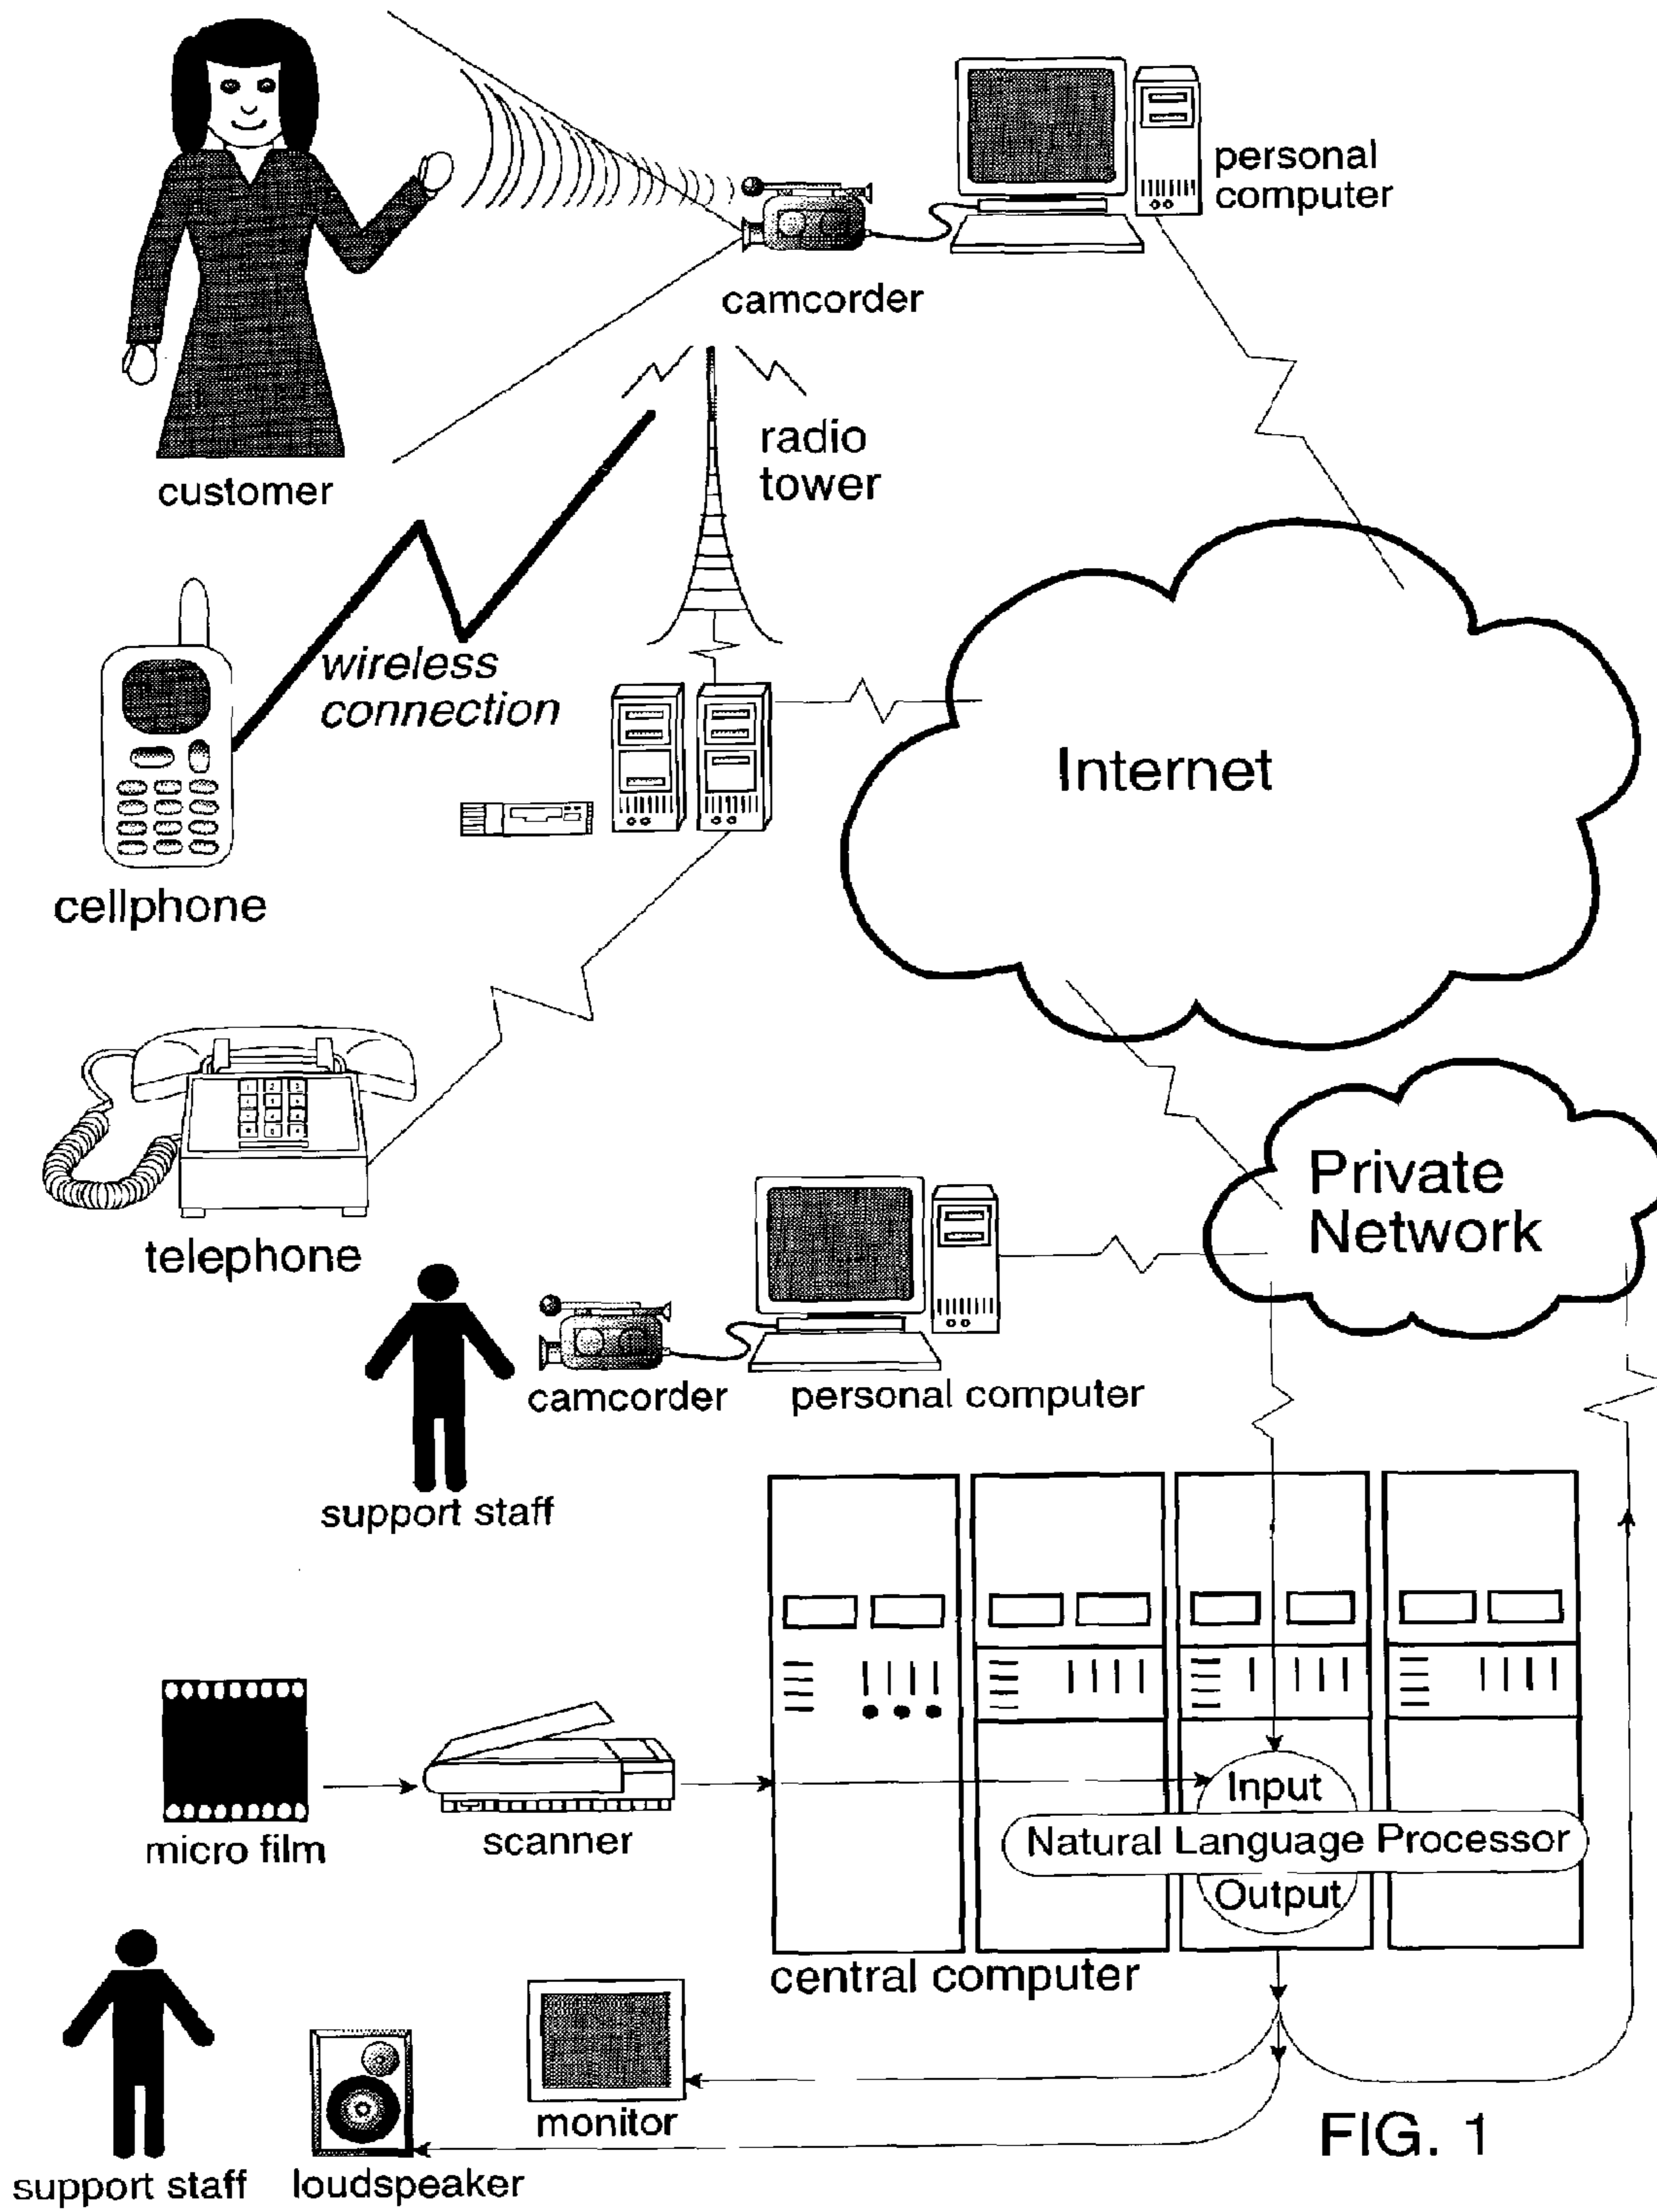 personal
computer
camcorder
radio
tower
customer
wireless
connection
Internet
cellphone
Private
Network
telephone
camcorder
personal computer
support staff
Input
Natural Language Processor
Output
micro film
scanner
central computer
monitor
FIG. 1
support staff
loudspeaker